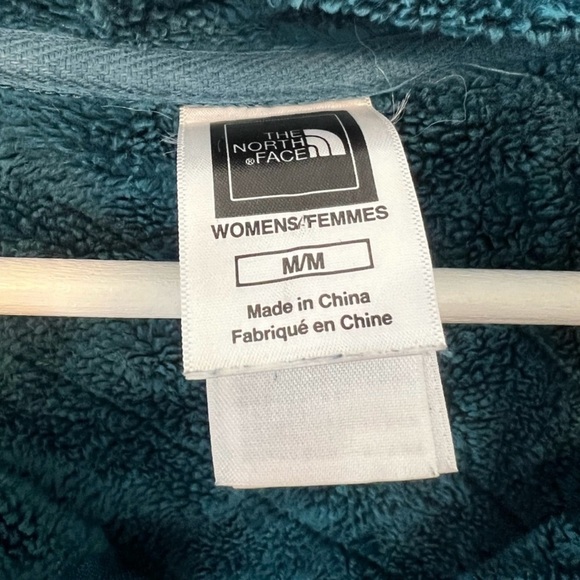 THE
NORTH
®FACE
WOMENS/FEMMES
M/M
Made in China
Fabriqué en Chine